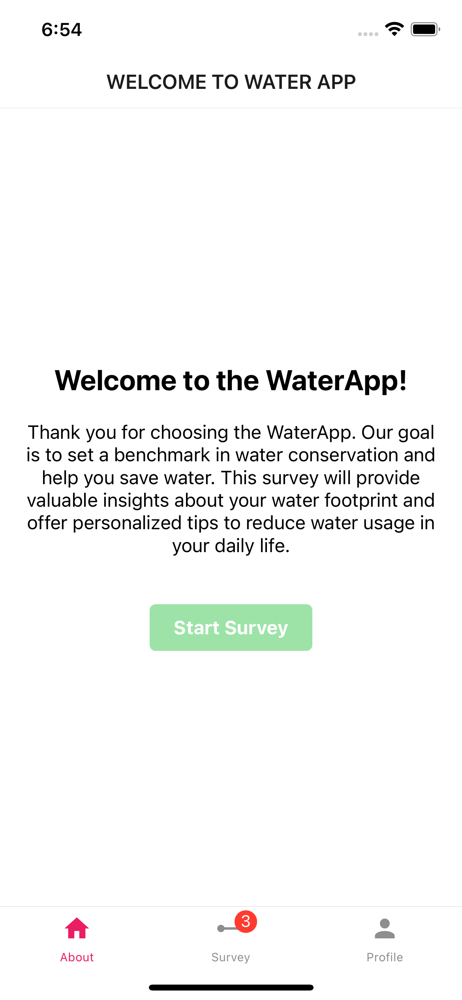 6:54
WELCOME TO WATER APP
Welcome to the WaterApp!
Thank you for choosing the WaterApp. Our goal
is to set a benchmark in water conservation and
help you save water. This survey will provide
valuable insights about your water footprint and
offer personalized tips to reduce water usage in
your daily life.
Start Survey
3
About
Survey
Profile